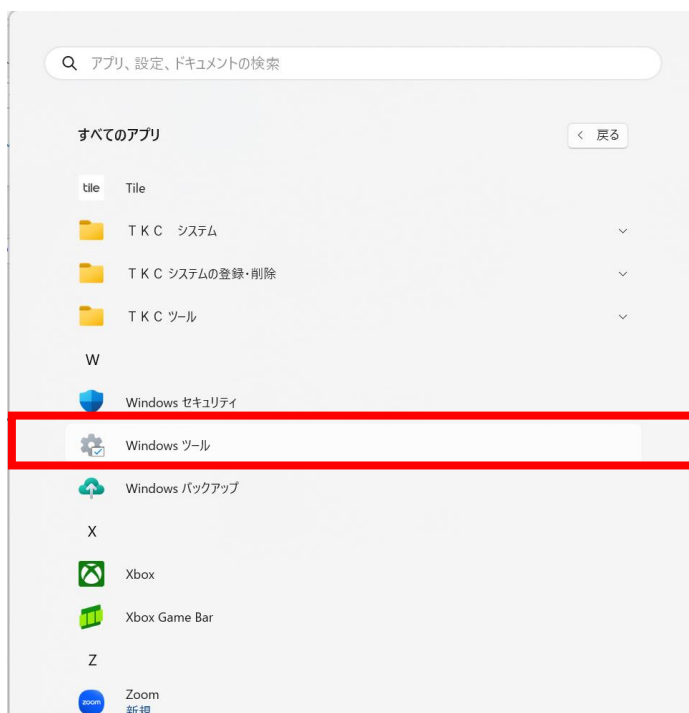 アプリ、設定、ドキュメントの検索
すべてのアプリ
< 戻る
tile Tile
ＴＫＣ　システム
ＴＫＣ システムの登録・削除
ＴＫＣ ツール
W
Windows セキュリティ
Windows ツール
Windows バックアップ
X
Xbox
Xbox Game Bar
Z
zoom Zoom
新規